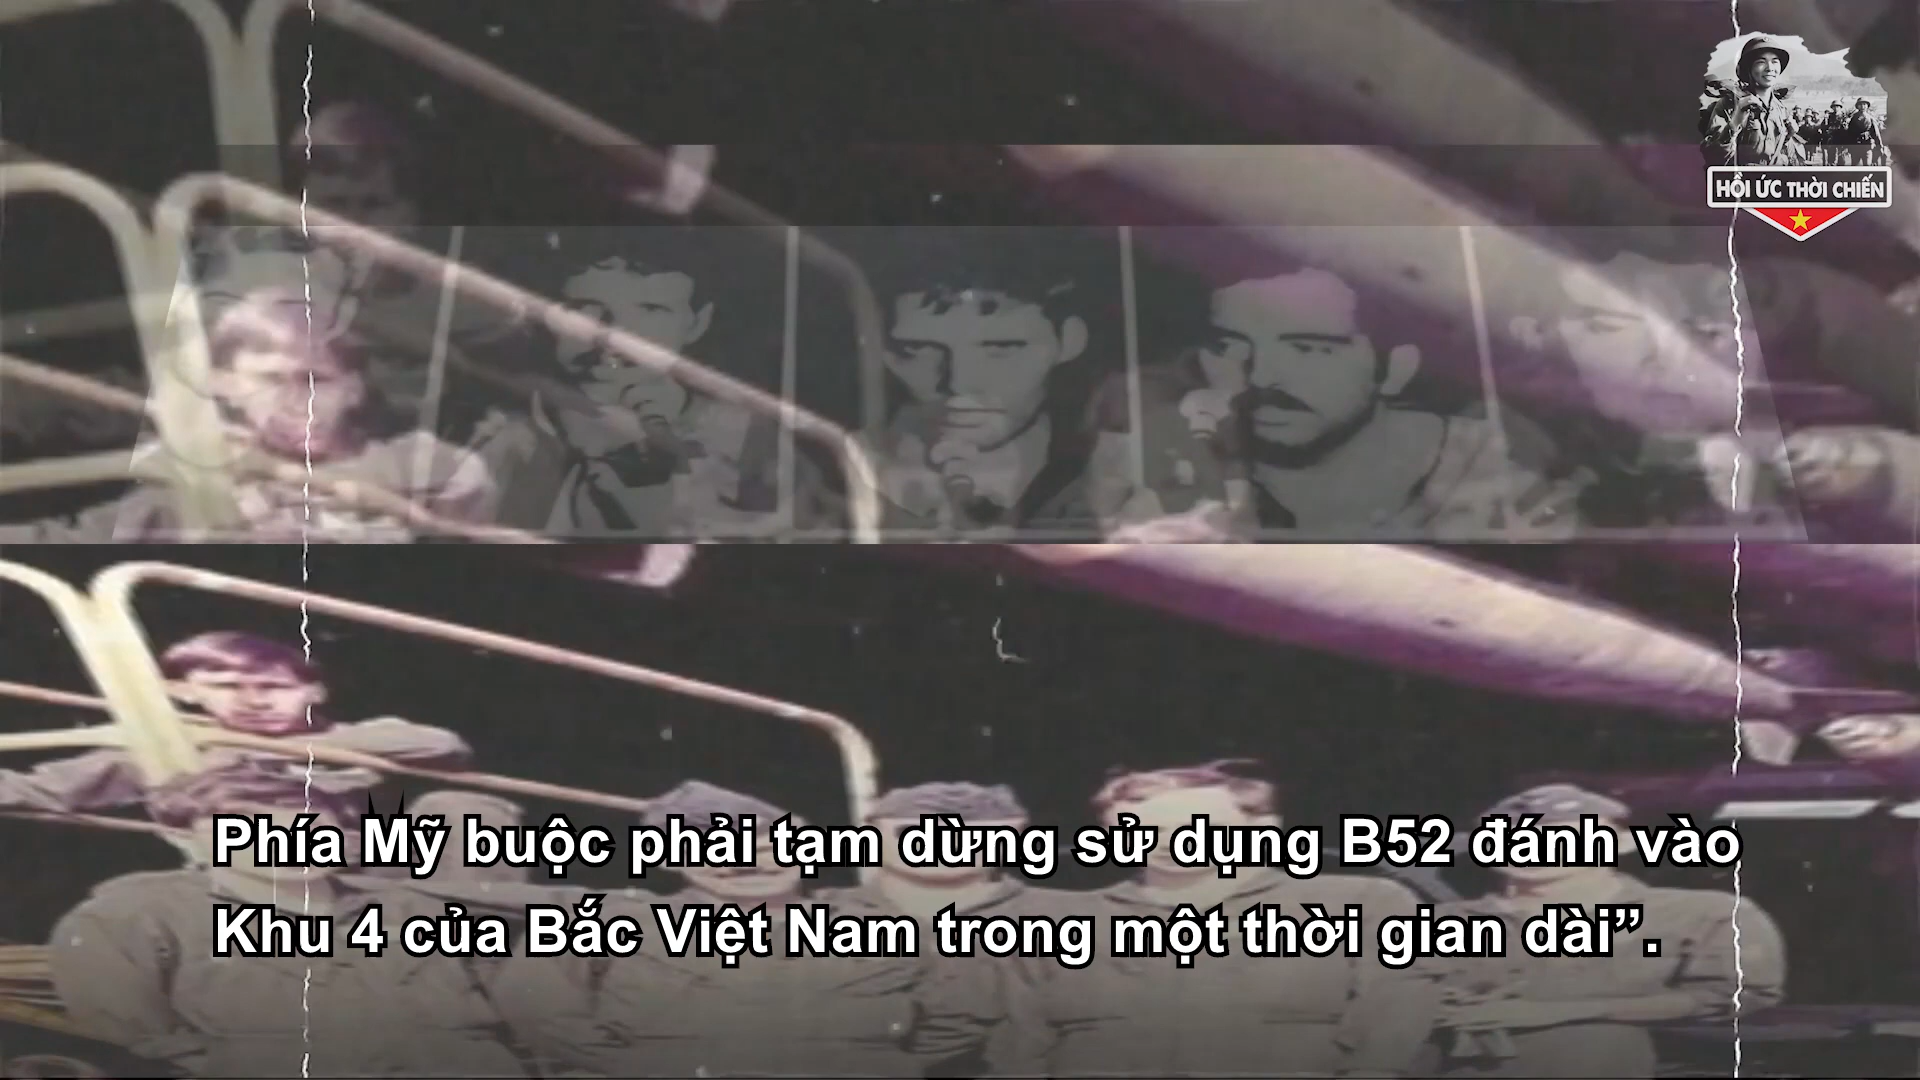 HỒI ỨC THỜI CHIẾN
Phía Mỹ buộc phải tạm dừng sử dụng B52 đánh vào
Khu 4 của Bắc Việt Nam trong một thời gian dài”.